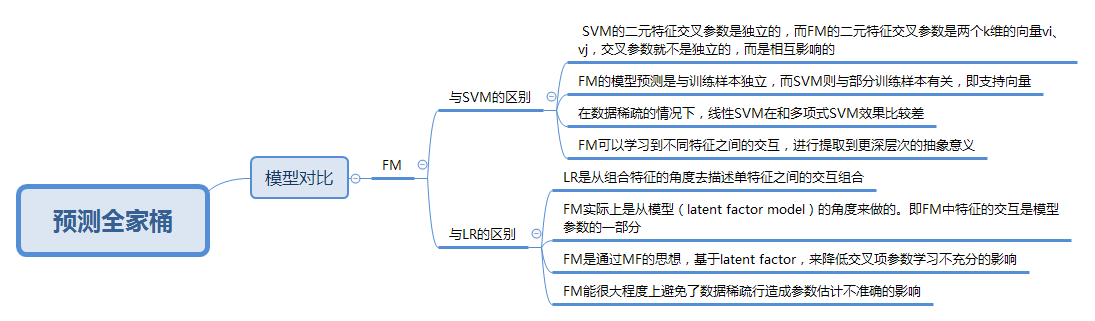 预测全家桶
模型对比
FM
与SVM的区别
SVM的二元特征交叉参数是独立的，而FM的二元特征交叉参数是两个k维的向量vi、
vj，交叉参数就不是独立的，而是相互影响的
FM的模型预测是与训练样本独立，而SVM则与部分训练样本有关，即支持向量
在数据稀疏的情况下，线性SVM在和多项式SVM效果比较差
FM可以学习到不同特征之间的交互，进行提取到更深层次的抽象意义
与LR的区别
LR是从组合特征的角度去描述单特征之间的交互组合
FM实际上是从模型（latent factor model）的角度来做的。即FM中特征的交互是模型
参数的一部分
FM是通过MF的思想，基于latent factor，来降低交叉项参数学习不充分的影响
FM能很大程度上避免了数据稀疏行造成参数估计不准确的影响